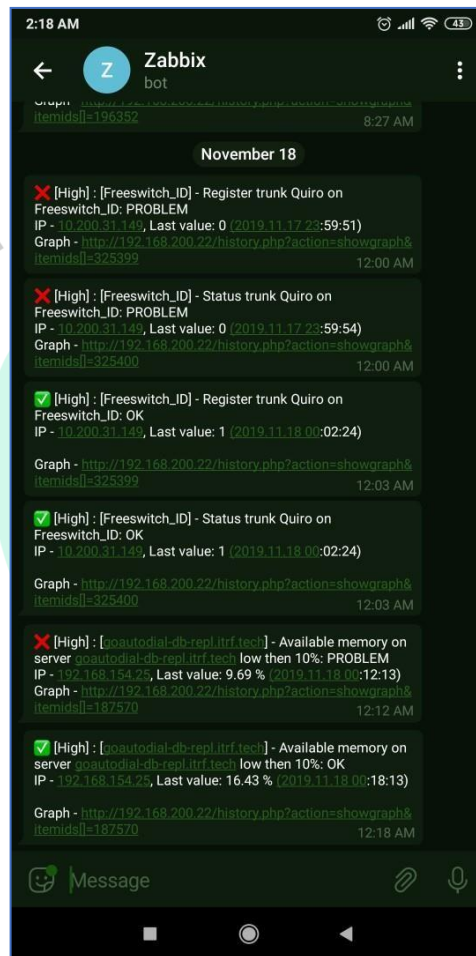 2:18 AM
43
Z
Zabbix
bot
Graph - http://192.168.200.22/history.php?action=showgraph&
itemids[]=196352
8:27 AM
November 18
❌ [High] : [Freeswitch_ID] - Register trunk Quiro on
Freeswitch_ID: PROBLEM
IP - 10.200.31.149, Last value: 0 (2019.11.17 23:59:51)
Graph - http://192.168.200.22/history.php?action=showgraph&
itemids[]=325399
12:00 AM
❌ [High] : [Freeswitch_ID] - Status trunk Quiro on
Freeswitch_ID: PROBLEM
IP - 10.200.31.149, Last value: 0 (2019.11.17 23:59:54)
Graph - http://192.168.200.22/history.php?action=showgraph&
itemids[]=325400
12:00 AM
✅ [High] : [Freeswitch_ID] - Register trunk Quiro on
Freeswitch_ID: OK
IP - 10.200.31.149, Last value: 1 (2019.11.18 00:02:24)
Graph - http://192.168.200.22/history.php?action=showgraph&
itemids[]=325399
12:03 AM
✅ [High] : [Freeswitch_ID] - Status trunk Quiro on
Freeswitch_ID: OK
IP - 10.200.31.149, Last value: 1 (2019.11.18 00:02:24)
Graph - http://192.168.200.22/history.php?action=showgraph&
itemids[]=325400
12:03 AM
❌ [High] : [goautodial-db-repl.itrf.tech] - Available memory on
server goautodial-db-repl.itrf.tech low then 10%: PROBLEM
IP - 192.168.154.25, Last value: 9.69 % (2019.11.18 00:12:13)
Graph - http://192.168.200.22/history.php?action=showgraph&
itemids[]=187570
12:12 AM
✅ [High] : [goautodial-db-repl.itrf.tech] - Available memory on
server goautodial-db-repl.itrf.tech low then 10%: OK
IP - 192.168.154.25, Last value: 16.43 % (2019.11.18 00:18:13)
Graph - http://192.168.200.22/history.php?action=showgraph&
itemids[]=187570
12:18 AM
Message